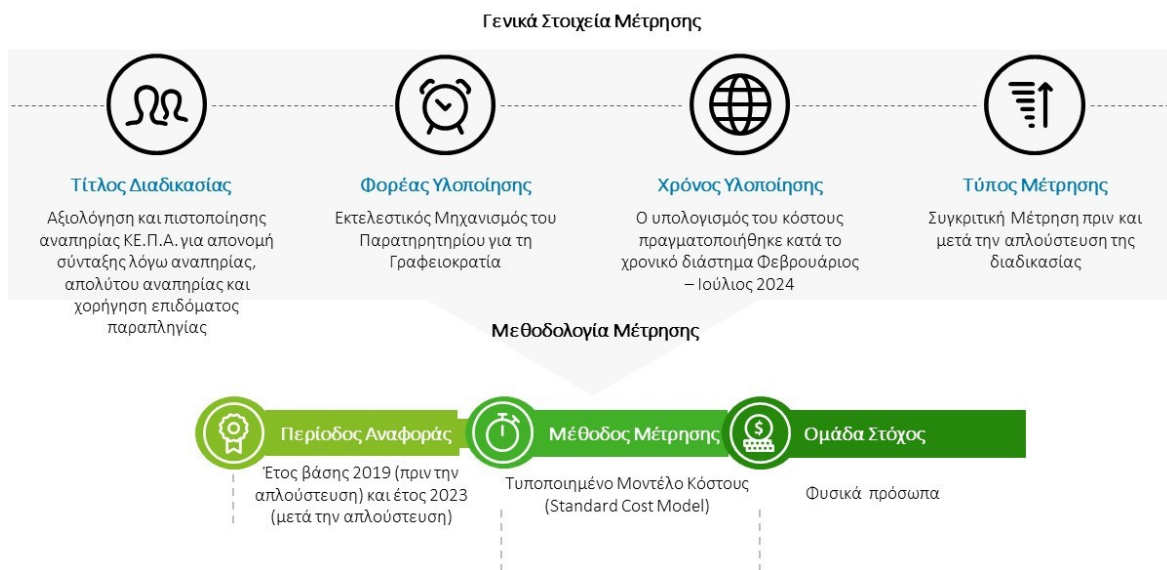 Γενικά Στοιχεία Μέτρησης
Τίτλος Διαδικασίας
Αξιολόγηση και πιστοποίησης
αναπηρίας ΚΕ.Π.Α. για απονομή
σύνταξης λόγω αναπηρίας,
απολύτου αναπηρίας και
χορήγηση επιδόματος
παραπληγίας
Φορέας Υλοποίησης
Εκτελεστικός Μηχανισμός του
Παρατηρητηρίου για τη
Γραφειοκρατία
Χρόνος Υλοποίησης
Ο υπολογισμός του κόστους
πραγματοποιήθηκε κατά το
χρονικό διάστημα Φεβρουάριος
– Ιούλιος 2024
Τύπος Μέτρησης
Συγκριτική Μέτρηση πριν και
μετά την απλούστευση της
διαδικασίας
Μεθοδολογία Μέτρησης
Περίοδος Αναφοράς
Έτος βάσης 2019 (πριν την
απλούστευση) και έτος 2023
(μετά την απλούστευση)
Μέθοδος Μέτρησης
Τυποποιημένο Μοντέλο Κόστους
(Standard Cost Model)
Ομάδα Στόχος
Φυσικά πρόσωπα